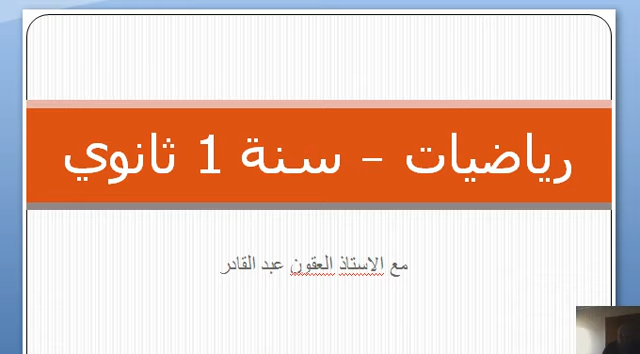 رياضيات – سنة 1 ثانوي
مع الاستاذ العقون عبد القادر